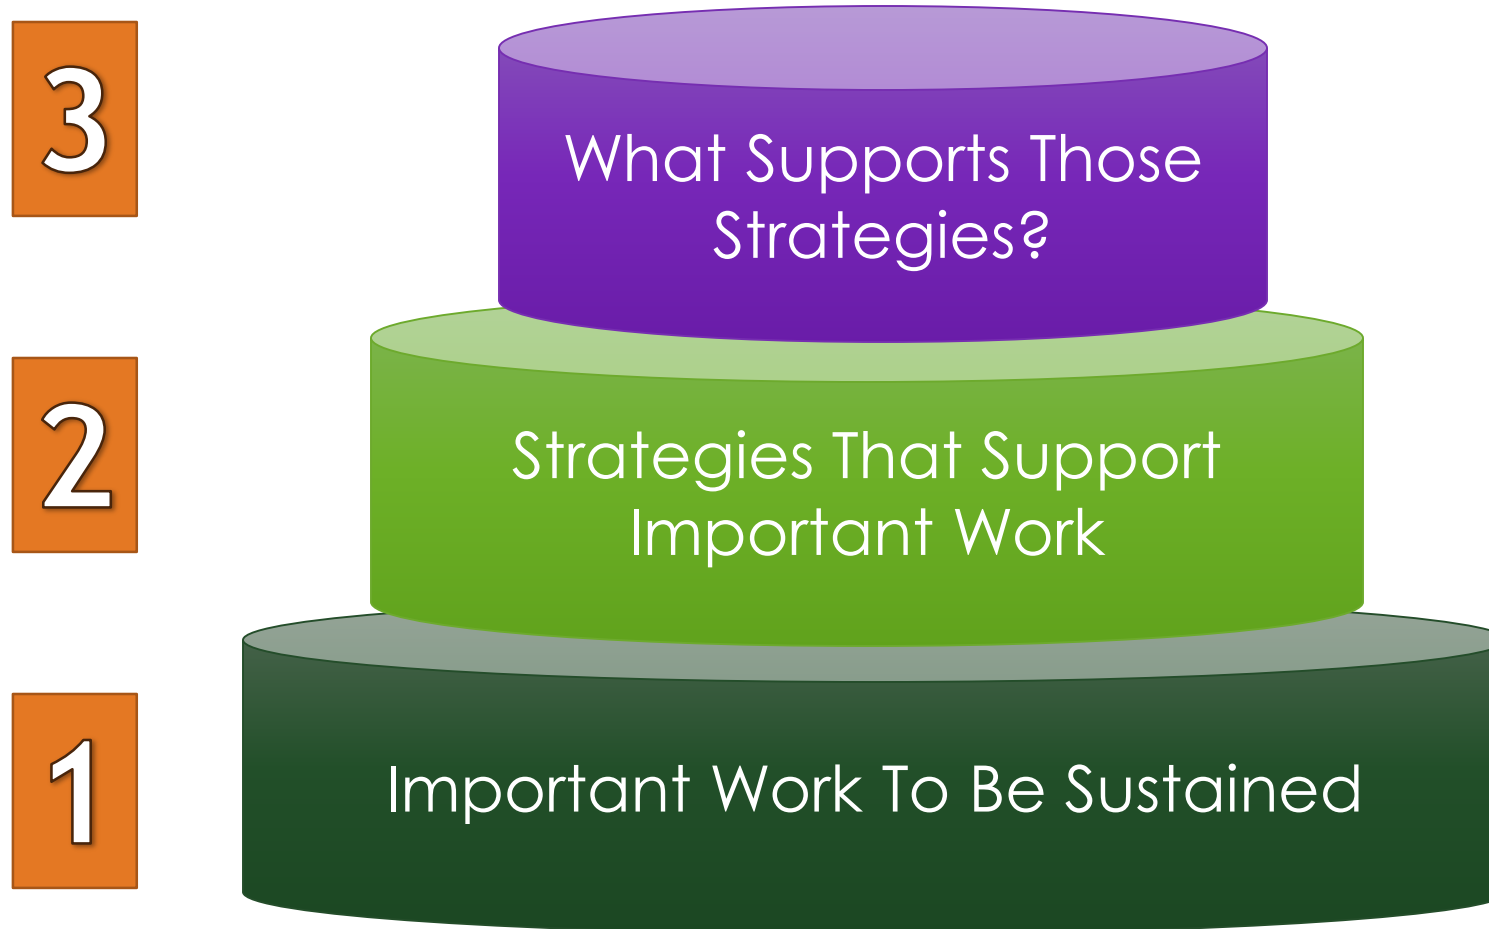 3
What Supports Those
Strategies?
2
Strategies That Support
Important Work
1
Important Work To Be Sustained